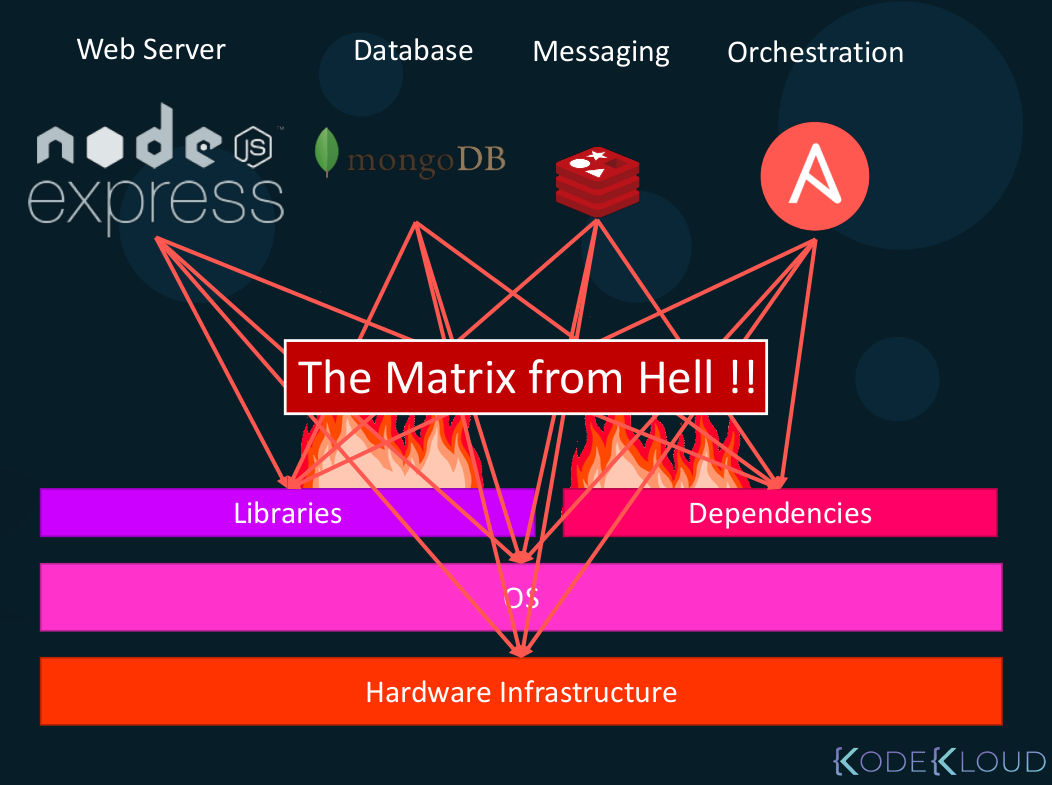 Web Server
Database
Messaging
Orchestration
node
JS
™
express
mongoDB
The Matrix from Hell !!
Libraries
Dependencies
OS
Hardware Infrastructure
KODEKLOUD